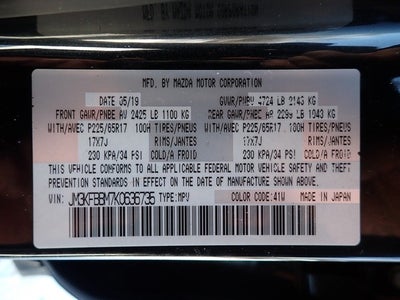 MFD. BY MAZDA MOTOR CORPORATION
DATE GVWR/PNBV 4724 LB 2143 KG
FRONT GAWR/PNBE AV 2425 LB 1100 KG REAR GAWR/PNBE AR 2299 LB 1043 KG
WITH/AVEC P225/65R17 100H TIRES/PNEUS WITH/AVEC P225/65R17 100H TIRES/PNEUS
17X7J RIMS/JANTES 17X7J RIMS/JANTES
230 KPA/34 PSI COLD/A FROID 230 KPA/34 PSI COLD/A FROID
THIS VEHICLE CONFORMS TO ALL APPLICABLE FEDERAL MOTOR VEHICLE SAFETY
AND THEFT PREVENTION STANDARDS IN EFFECT ON THE DATE OF MANUFACTURE SHOWN ABOVE.
VIN: TYPE:MPV COLOR CODE:41W MADE IN JAPAN